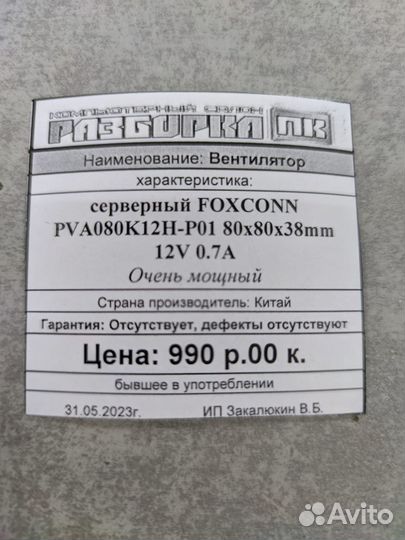 КОМПЬЮТЕРНЫЙ САЛОН
РАЗБОРКА ПК
Наименование: Вентилятор
характеристика:
серверный FOXCONN
PVA080K12H-P01 80x80x38mm
12V 0.7A
Очень мощный
Страна производитель: Китай
Гарантия: Отсутствует, дефекты отсутствуют
Цена: 990 р.00 к.
бывшее в употреблении
31.05.2023г. ИП Закалюкин В.Б.
Avito